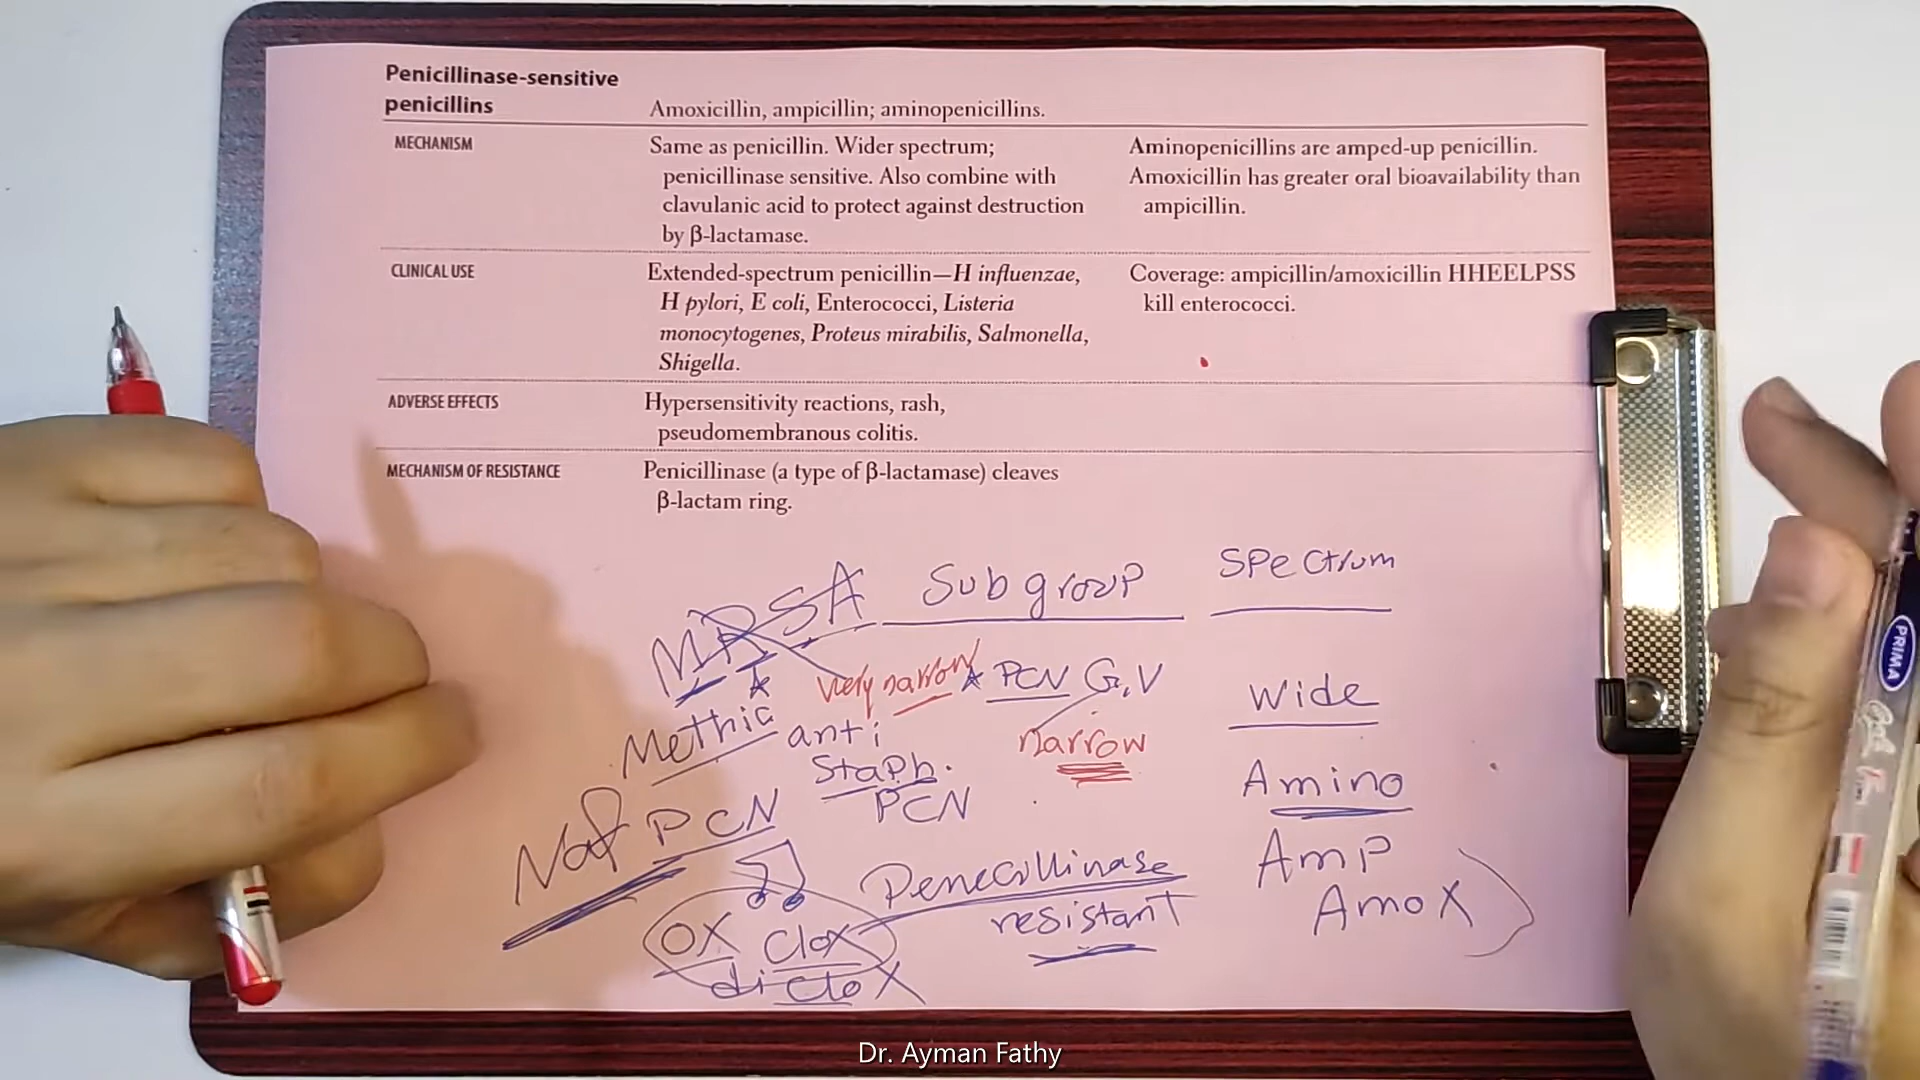 Penicillinase-sensitive
penicillins
Amoxicillin, ampicillin; aminopenicillins.
MECHANISM
Same as penicillin. Wider spectrum;
penicillinase sensitive. Also combine with
clavulanic acid to protect against destruction
by β-lactamase.
Aminopenicillins are amped-up penicillin.
Amoxicillin has greater oral bioavailability than
ampicillin.
CLINICAL USE
Extended-spectrum penicillin—H influenzae,
H pylori, E coli, Enterococci, Listeria
monocytogenes, Proteus mirabilis, Salmonella,
Shigella.
Coverage: ampicillin/amoxicillin HHEELPSS
kill enterococci.
ADVERSE EFFECTS
Hypersensitivity reactions, rash,
pseudomembranous colitis.
MECHANISM OF RESISTANCE
Penicillinase (a type of β-lactamase) cleaves
β-lactam ring.
MRSA
Subgroup
Spectrum
very narrow
PCN G,V
wide
Methic
anti
Staph.
PCN
narrow
Amino
Naf PCN
Penecillinase
resistant
Amp
Amox
OX Clox
diclox
PRIMA
Dr. Ayman Fathy